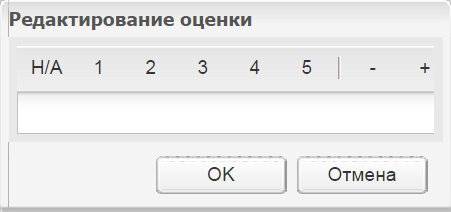 Редактирование оценки
Н/А 1 2 3 4 5 | - +
OK Отмена